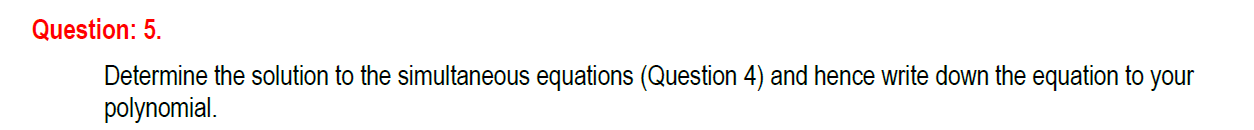 Question: 5.
Determine the solution to the simultaneous equations (Question 4) and hence write down the equation to your
polynomial.